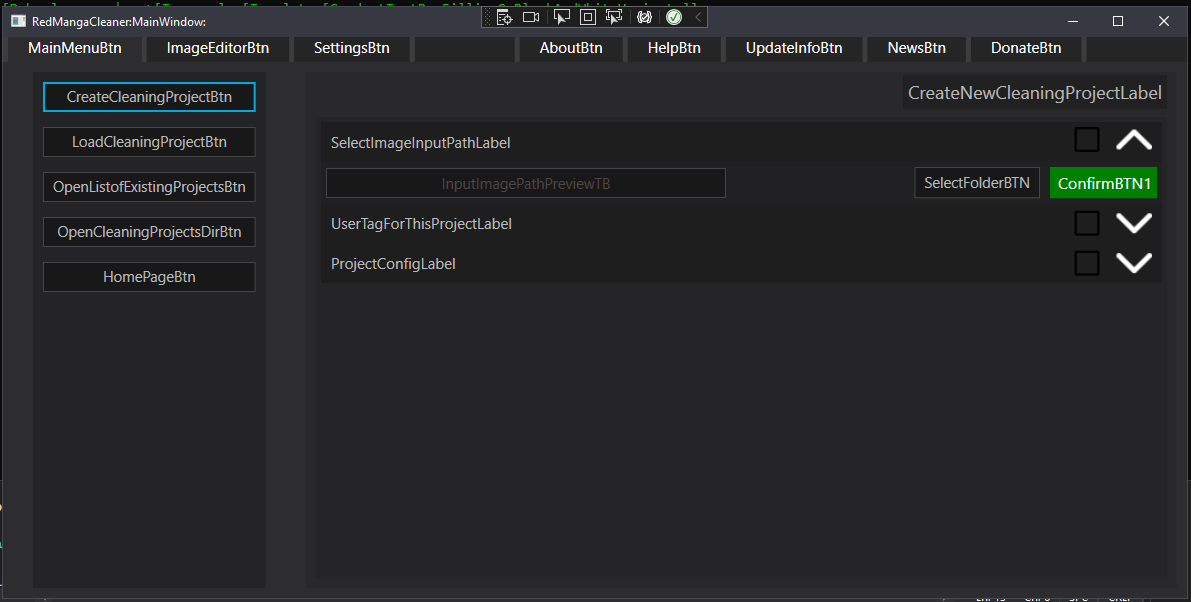 RedMangaCleaner:MainWindow:
MainMenuBtn ImageEditorBtn SettingsBtn AboutBtn HelpBtn UpdateInfoBtn NewsBtn DonateBtn
CreateCleaningProjectBtn
CreateNewCleaningProjectLabel
LoadCleaningProjectBtn
SelectImageInputPathLabel
OpenListofExistingProjectsBtn
InputImagePathPreviewTB SelectFolderBTN ConfirmBTN1
OpenCleaningProjectsDirBtn
UserTagForThisProjectLabel
HomePageBtn
ProjectConfigLabel